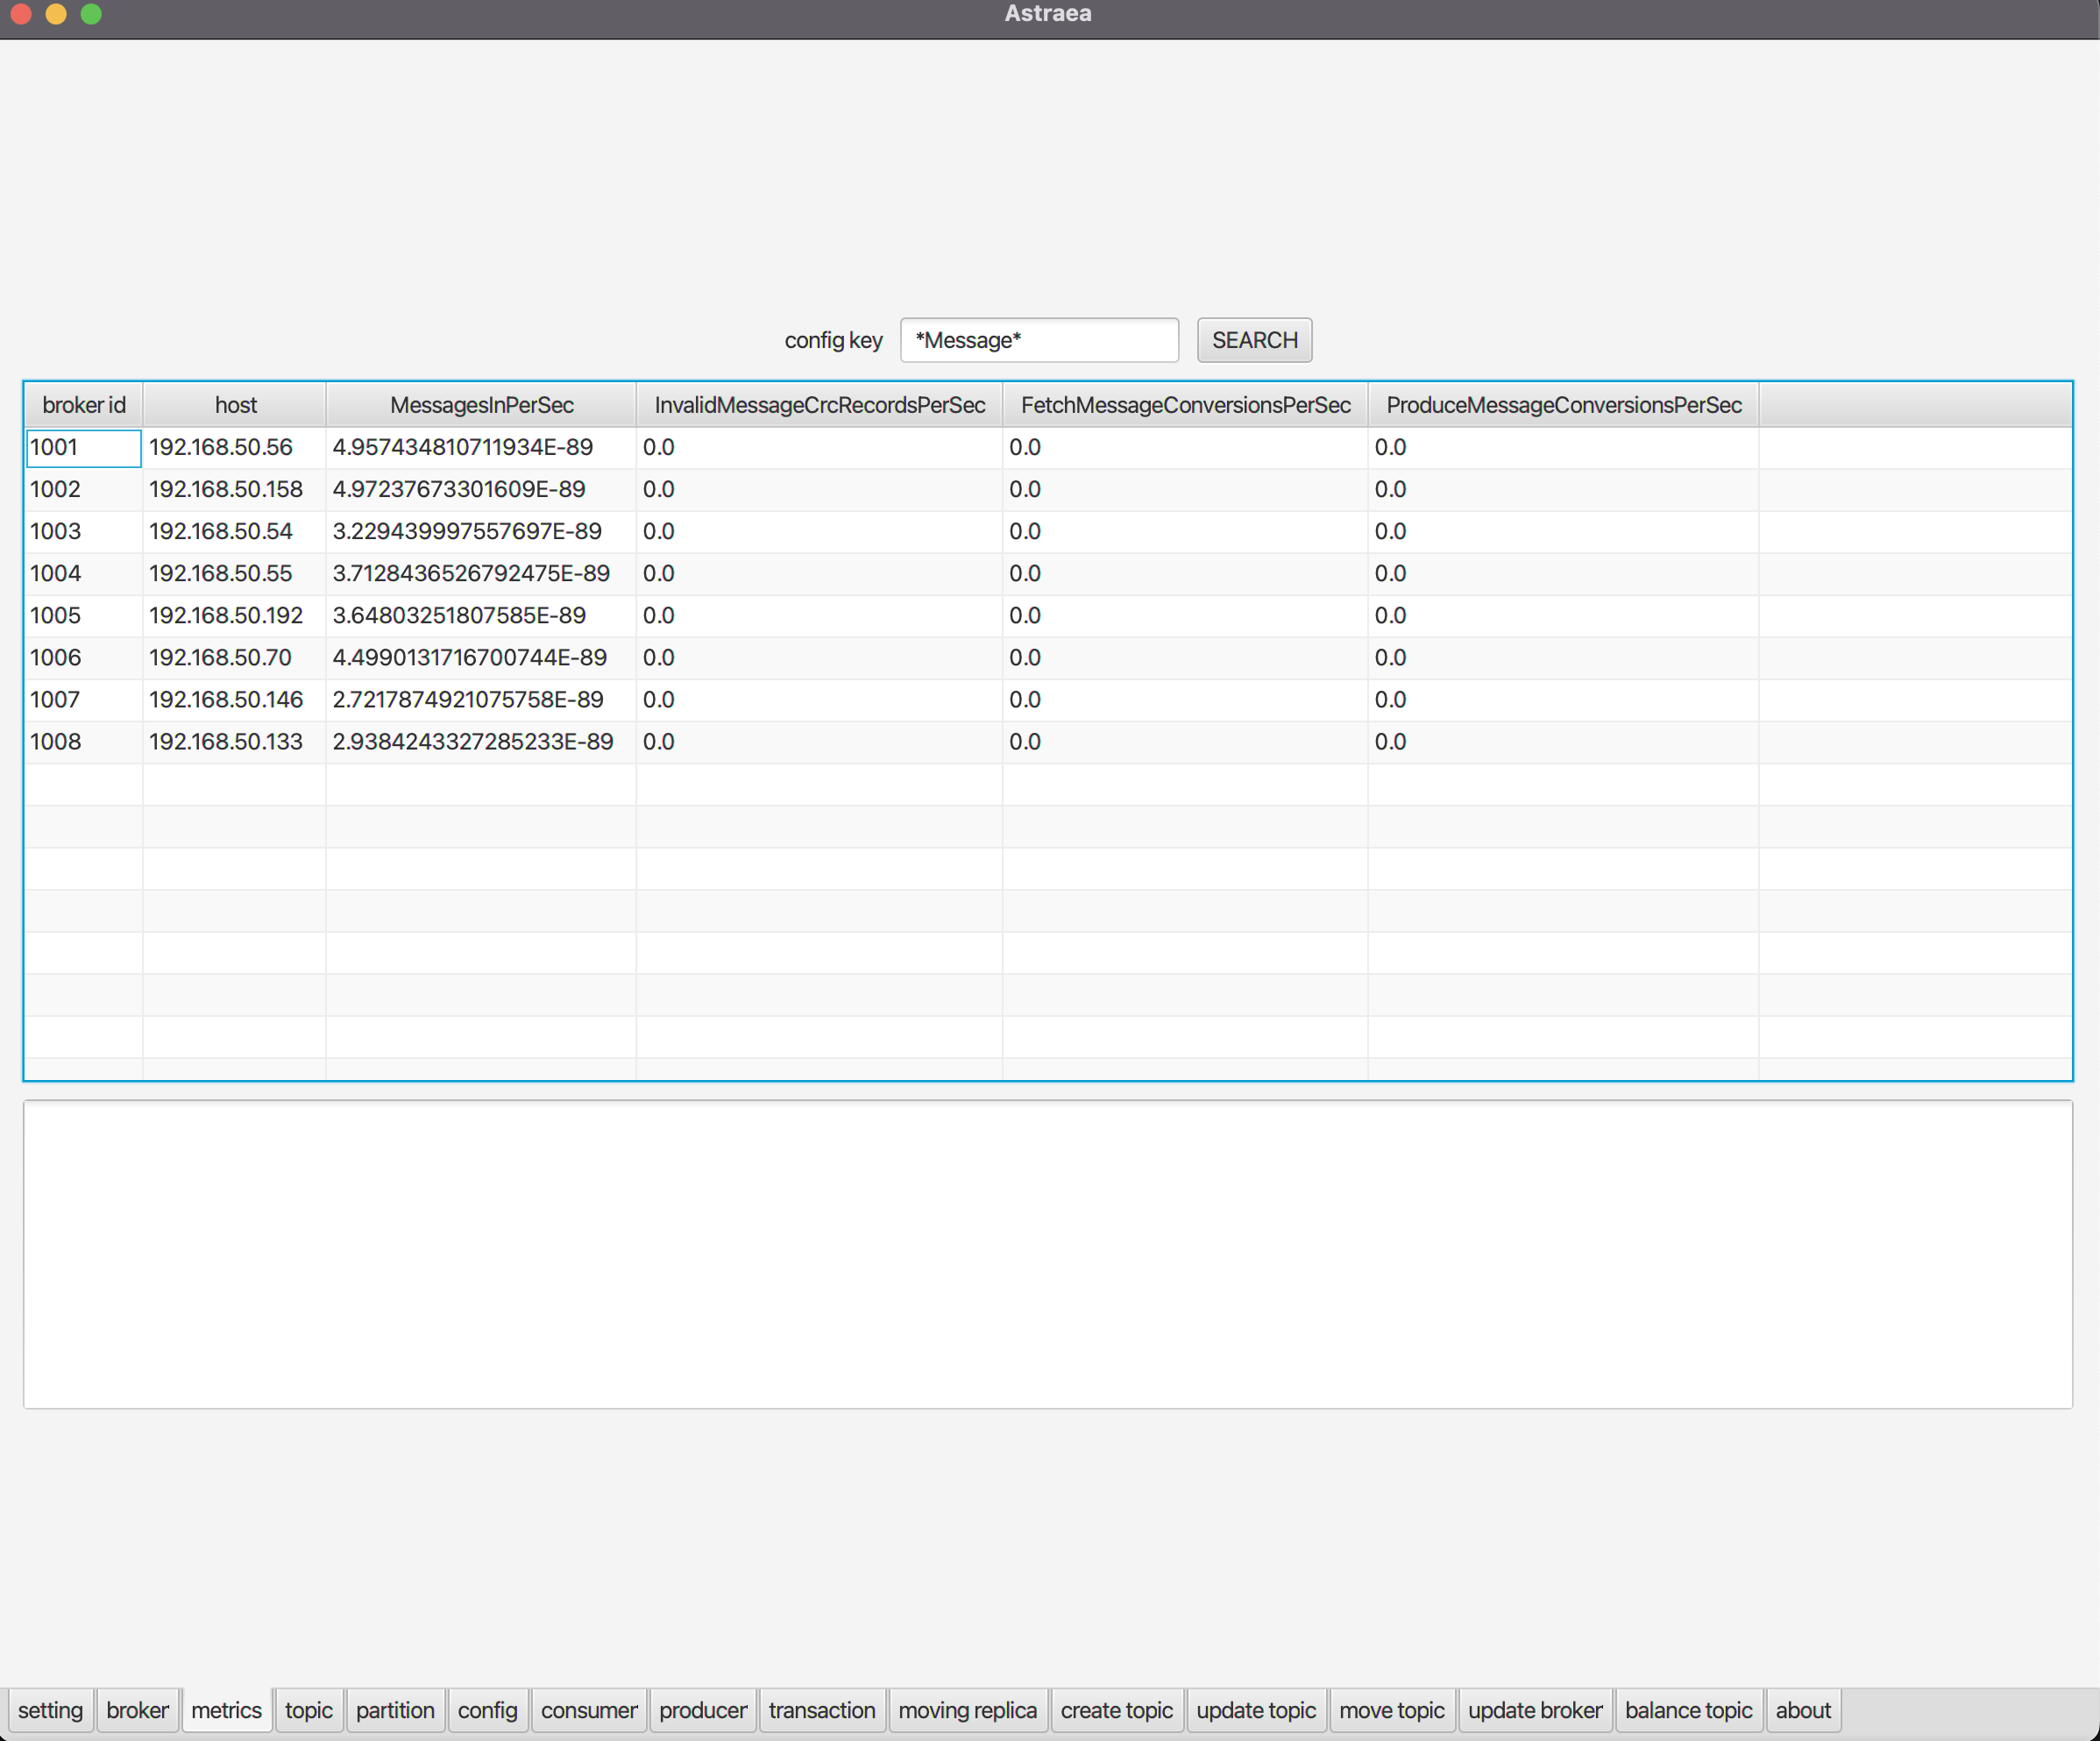 Astraea
config key *Message* SEARCH
broker id host MessagesInPerSec InvalidMessageCrcRecordsPerSec FetchMessageConversionsPerSec ProduceMessageConversionsPerSec
1001 192.168.50.56 4.957434810711934E-89 0.0 0.0 0.0
1002 192.168.50.158 4.97237673301609E-89 0.0 0.0 0.0
1003 192.168.50.54 3.229439997557697E-89 0.0 0.0 0.0
1004 192.168.50.55 3.7128436526792475E-89 0.0 0.0 0.0
1005 192.168.50.192 3.64803251807585E-89 0.0 0.0 0.0
1006 192.168.50.70 4.4990131716700744E-89 0.0 0.0 0.0
1007 192.168.50.146 2.7217874921075758E-89 0.0 0.0 0.0
1008 192.168.50.133 2.9384243327285233E-89 0.0 0.0 0.0
setting broker metrics topic partition config consumer producer transaction moving replica create topic update topic move topic update broker balance topic about